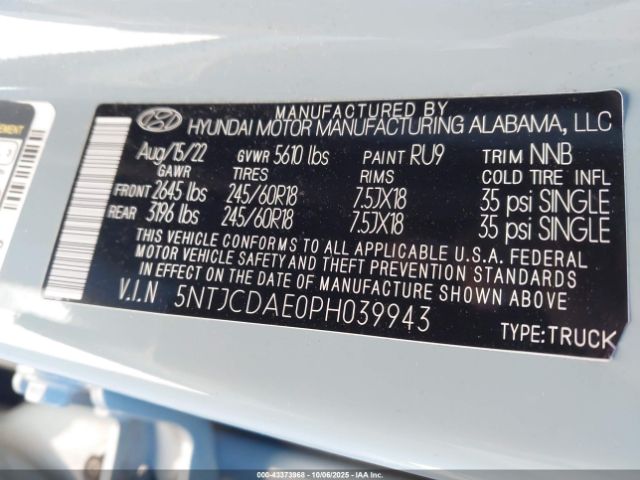 MANUFACTURED BY
HYUNDAI MOTOR MANUFACTURING ALABAMA, LLC
Aug/15/22 GVWR 5610 lbs PAINT RU9 TRIM NNB
GAWR TIRES RIMS COLD TIRE INFL
FRONT 2645 lbs 245/60R18 7.5JX18 35 psi SINGLE
REAR 3196 lbs 245/60R18 7.5JX18 35 psi SINGLE
THIS VEHICLE CONFORMS TO ALL APPLICABLE U.S.A. FEDERAL
MOTOR VEHICLE SAFETY AND THEFT PREVENTION STANDARDS
IN EFFECT ON THE DATE OF MANUFACTURE SHOWN ABOVE.
V.I.N 5NTJCDAE0PH039943
TYPE:TRUCK
© IAA - 43373968 - 10/06/2025 - IAAI.COM